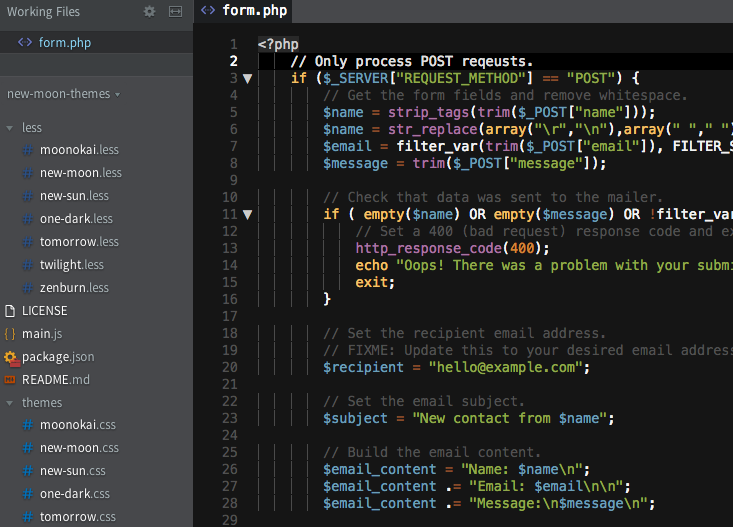 Working Files
form.php
new-moon-themes
less
moonokai.less
new-moon.less
new-sun.less
one-dark.less
tomorrow.less
twilight.less
zenburn.less
LICENSE
main.js
package.json
README.md
themes
moonokai.css
new-moon.css
new-sun.css
one-dark.css
tomorrow.css
<> form.php
1 <?php
2 // Only process POST reqeusts.
3 if ($_SERVER["REQUEST_METHOD"] == "POST") {
4 // Get the form fields and remove whitespace.
5 $name = strip_tags(trim($_POST["name"]));
6 $name = str_replace(array("\r","\n"),array(" "," ")
7 $email = filter_var(trim($_POST["email"]), FILTER_S
8 $message = trim($_POST["message"]);
9
10 // Check that data was sent to the mailer.
11 if ( empty($name) OR empty($message) OR !filter_var
12 // Set a 400 (bad request) response code and ex
13 http_response_code(400);
14 echo "Oops! There was a problem with your submi
15 exit;
16 }
17
18 // Set the recipient email address.
19 // FIXME: Update this to your desired email address
20 $recipient = "hello@example.com";
21
22 // Set the email subject.
23 $subject = "New contact from $name";
24
25 // Build the email content.
26 $email_content = "Name: $name\n";
27 $email_content .= "Email: $email\n\n";
28 $email_content .= "Message:\n$message\n";
29